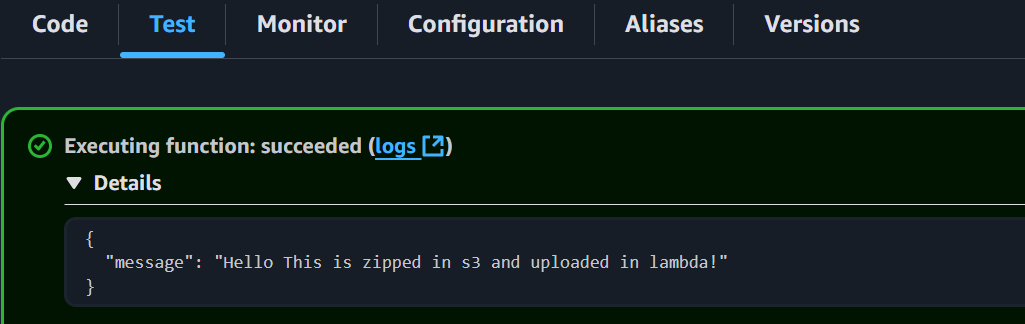 Code Test Monitor Configuration Aliases Versions
Executing function: succeeded (logs)
Details
{
"message": "Hello This is zipped in s3 and uploaded in lambda!"
}